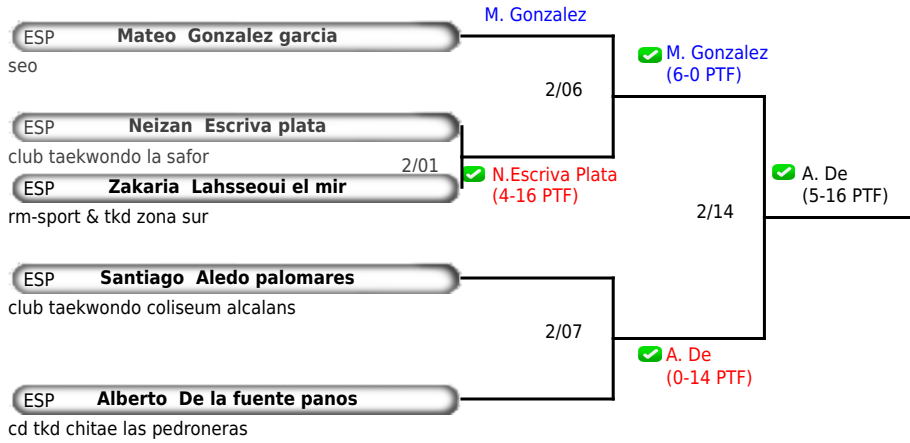 M. Gonzalez
ESP Mateo Gonzalez garcia
seo
M. Gonzalez
(6-0 PTF)
2/06
ESP Neizan Escriva plata
club taekwondo la safor
2/01
N.Escriva Plata
(4-16 PTF)
ESP Zakaria Lahsseoui el mir
rm-sport & tkd zona sur
A. De
(5-16 PTF)
2/14
ESP Santiago Aledo palomares
club taekwondo coliseum alcalans
2/07
A. De
(0-14 PTF)
ESP Alberto De la fuente panos
cd tkd chitae las pedroneras